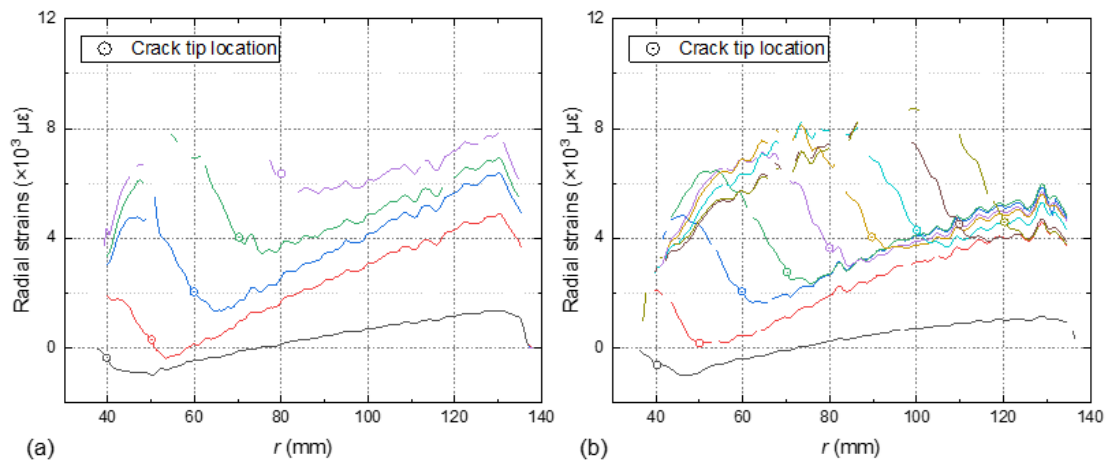 12
8
4
0
Radial strains (×10³ με)
Crack tip location
40 60 80 100 120 140
(a)
r (mm)
12
8
4
0
Radial strains (×10³ με)
Crack tip location
40 60 80 100 120 140
(b)
r (mm)